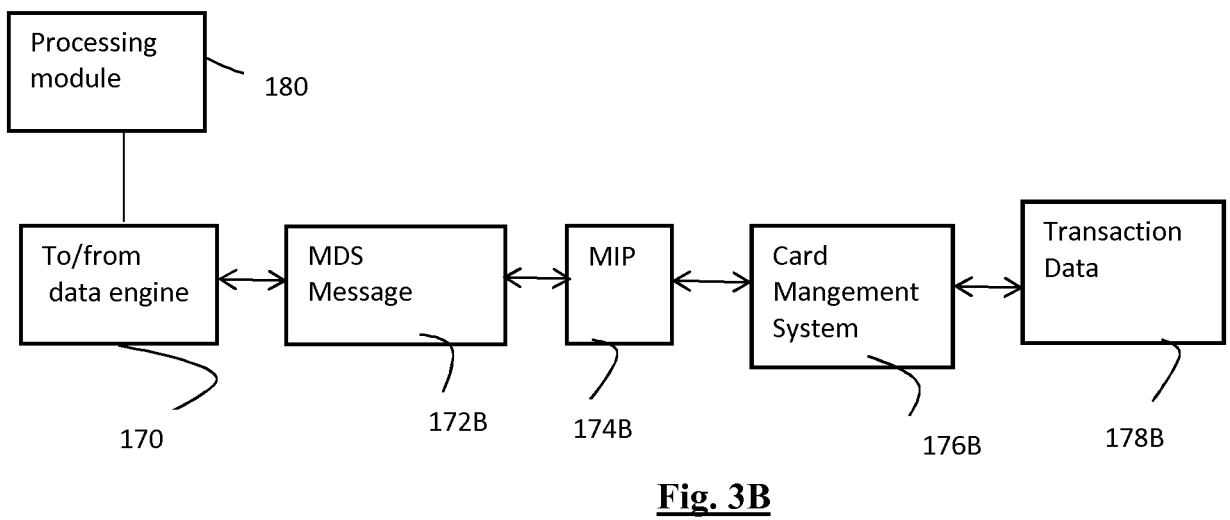 Processing
module
180
To/from
data engine
170
MDS
Message
172B
MIP
174B
Card
Mangement
System
176B
Transaction
Data
178B
Fig. 3B